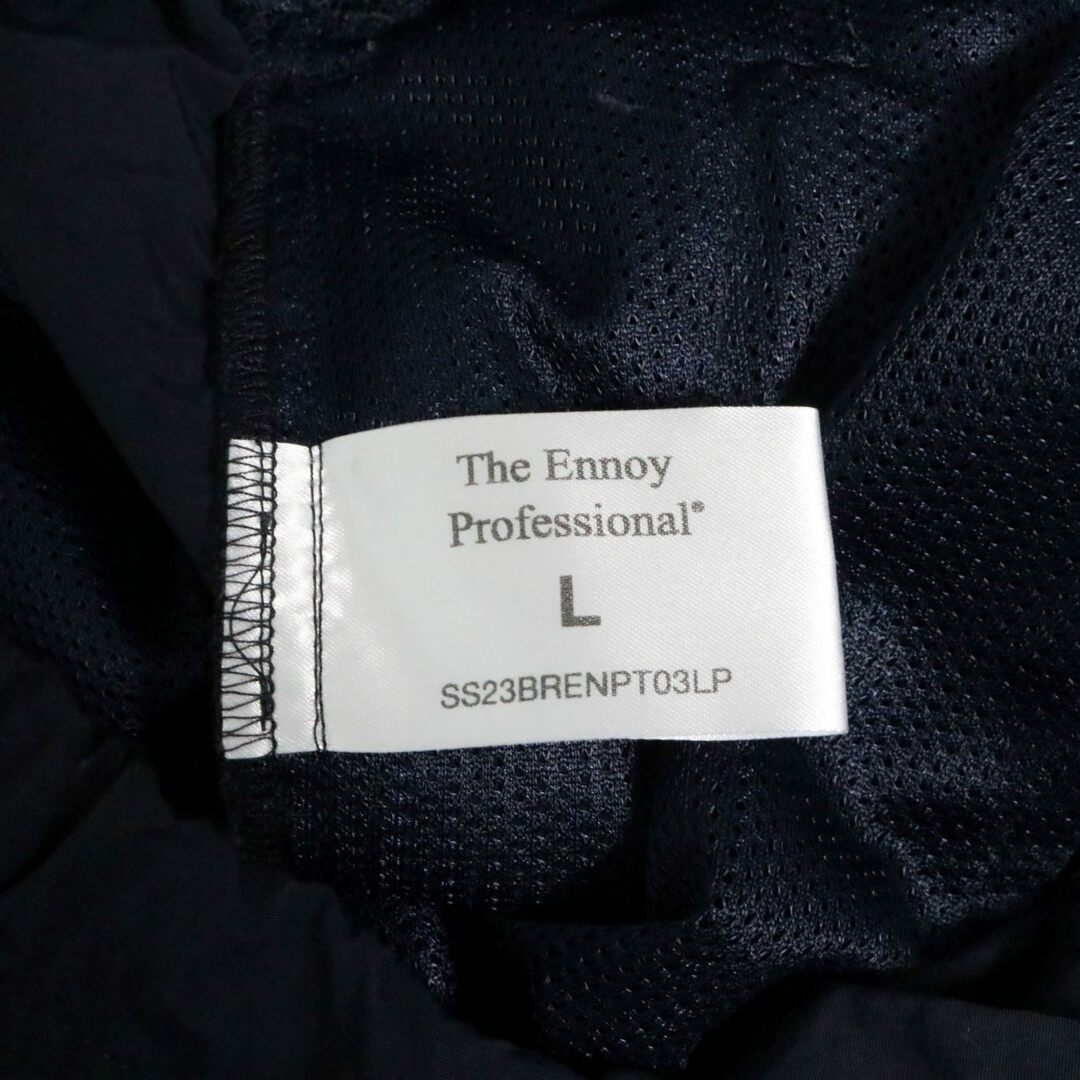 The Ennoy
Professional®
L
SS23BRENPT03LP